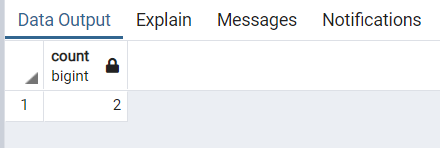 Data Output Explain Messages Notifications
count
bigint
1 2